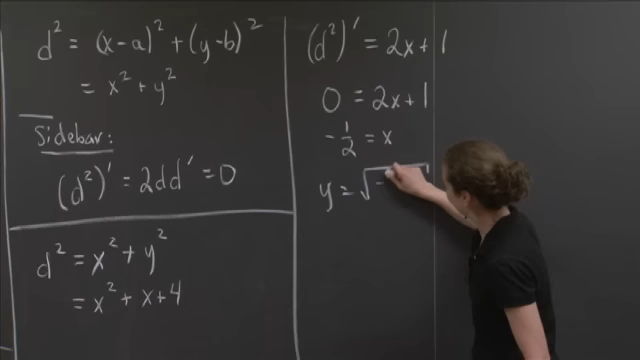 d² = (x-a)² + (y-b)²
= x² + y²
Sidebar:
(d²)' = 2dd' = 0
d² = x² + y²
= x² + x + 4
(d²)' = 2x + 1
0 = 2x + 1
-1/2 = x
y = √-